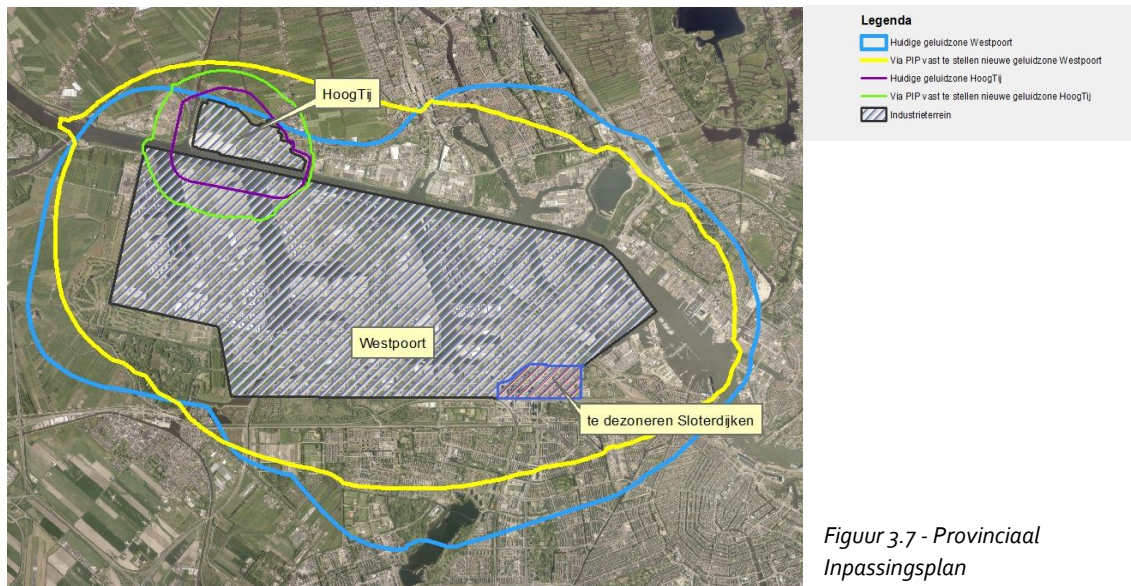 HoogTij
Westpoort
te dezoneren Sloterdijken
Legenda
Huidige geluidzone Westpoort
Via PIP vast te stellen nieuwe geluidzone Westpoort
Huidige geluidzone HoogTij
Via PIP vast te stellen nieuwe geluidzone HoogTij
Industrieterrein
Figuur 3.7 - Provinciaal
Inpassingsplan